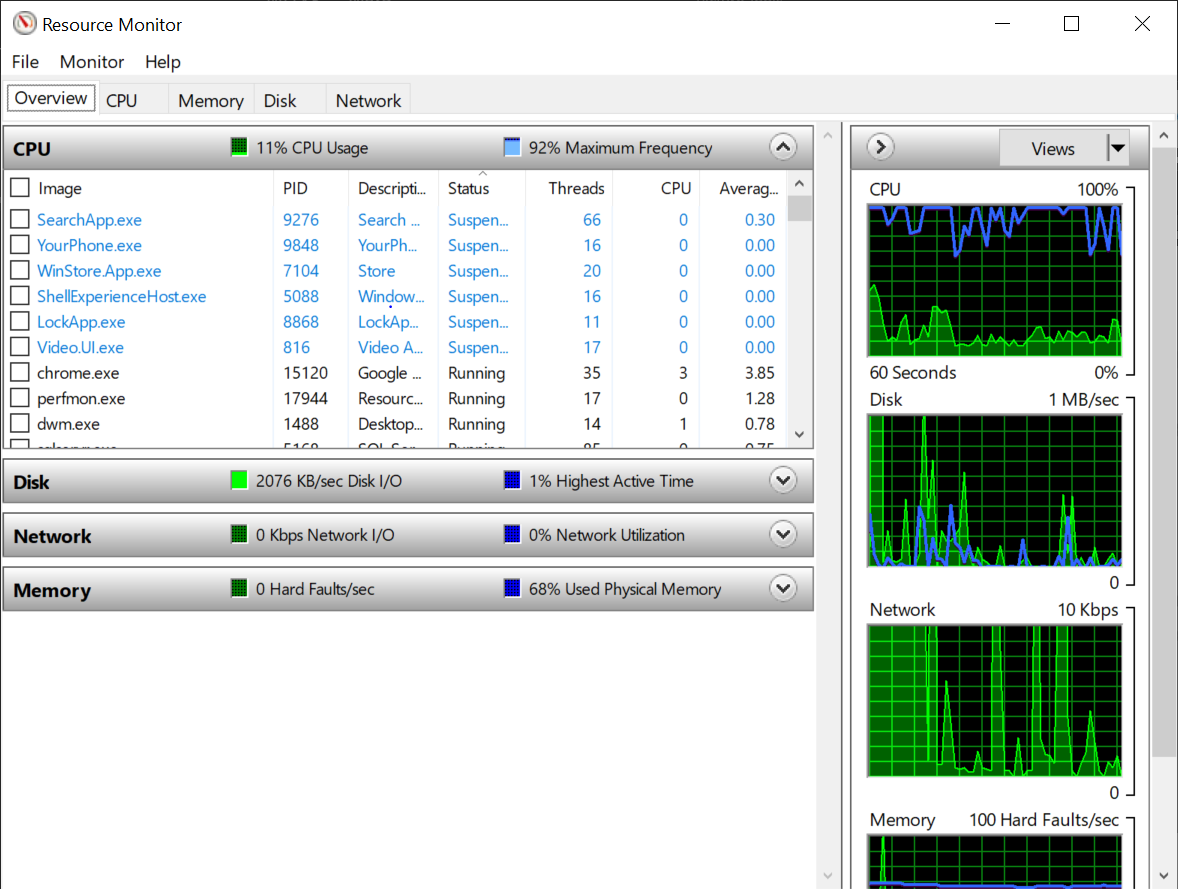 Resource Monitor
File Monitor Help
Overview CPU Memory Disk Network
CPU 11% CPU Usage 92% Maximum Frequency
Image PID Descripti... Status Threads CPU Averag...
SearchApp.exe 9276 Search ... Suspen... 66 0 0.30
YourPhone.exe 9848 YourPh... Suspen... 16 0 0.00
WinStore.App.exe 7104 Store Suspen... 20 0 0.00
ShellExperienceHost.exe 5088 Window... Suspen... 16 0 0.00
LockApp.exe 8868 LockAp... Suspen... 11 0 0.00
Video.UI.exe 816 Video A... Suspen... 17 0 0.00
chrome.exe 15120 Google ... Running 35 3 3.85
perfmon.exe 17944 Resourc... Running 17 0 1.28
dwm.exe 1488 Desktop... Running 14 1 0.78
Disk 2076 KB/sec Disk I/O 1% Highest Active Time
Network 0 Kbps Network I/O 0% Network Utilization
Memory 0 Hard Faults/sec 68% Used Physical Memory
Views
CPU 100%
60 Seconds 0%
Disk 1 MB/sec
0
Network 10 Kbps
0
Memory 100 Hard Faults/sec